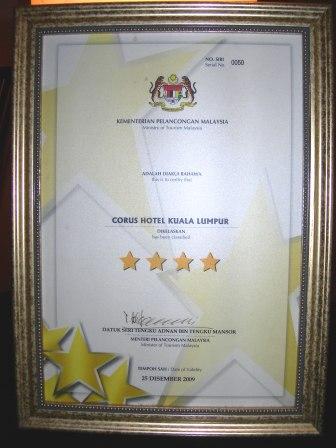 NO. SIRI
Serial No. 0050
KEMENTERIAN PELANCONGAN MALAYSIA
Ministry of Tourism Malaysia
ADALAH DIAKUI BAHAWA
this is to certify that
CORUS HOTEL KUALA LUMPUR
DIKELASKAN
has been classified
DATUK SERI TENGKU ADNAN BIN TENGKU MANSOR
MENTERI PELANCONGAN MALAYSIA
Minister of Tourism Malaysia
TEMPOH SAH / Date of Validity
25 DISEMBER 2009